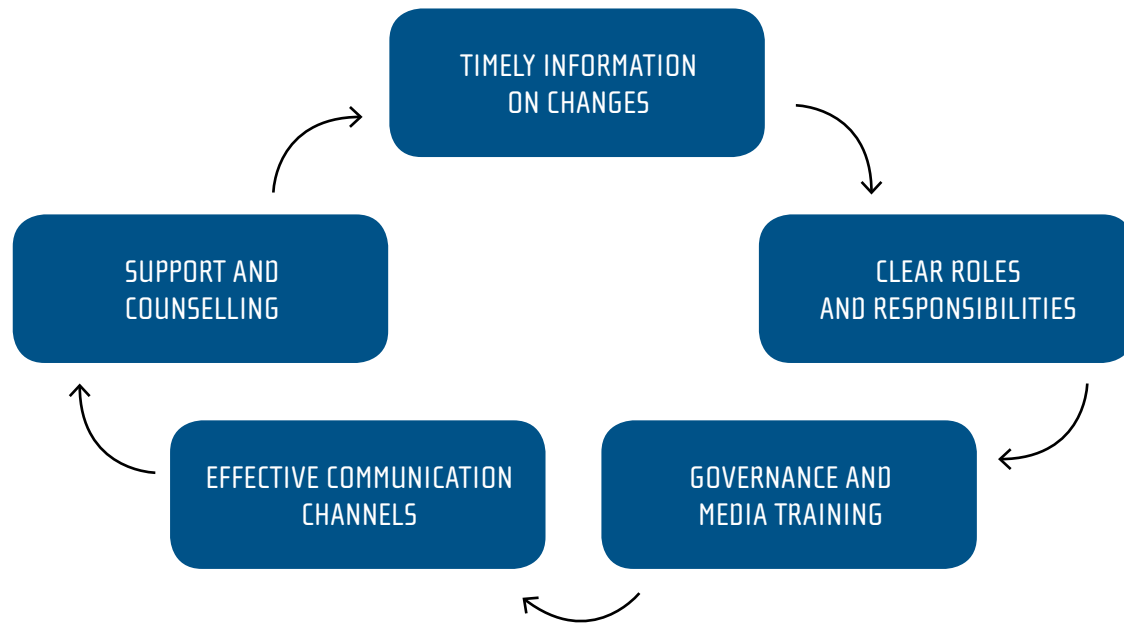 TIMELY INFORMATION
ON CHANGES
CLEAR ROLES
AND RESPONSIBILITIES
GOVERNANCE AND
MEDIA TRAINING
EFFECTIVE COMMUNICATION
CHANNELS
SUPPORT AND
COUNSELLING